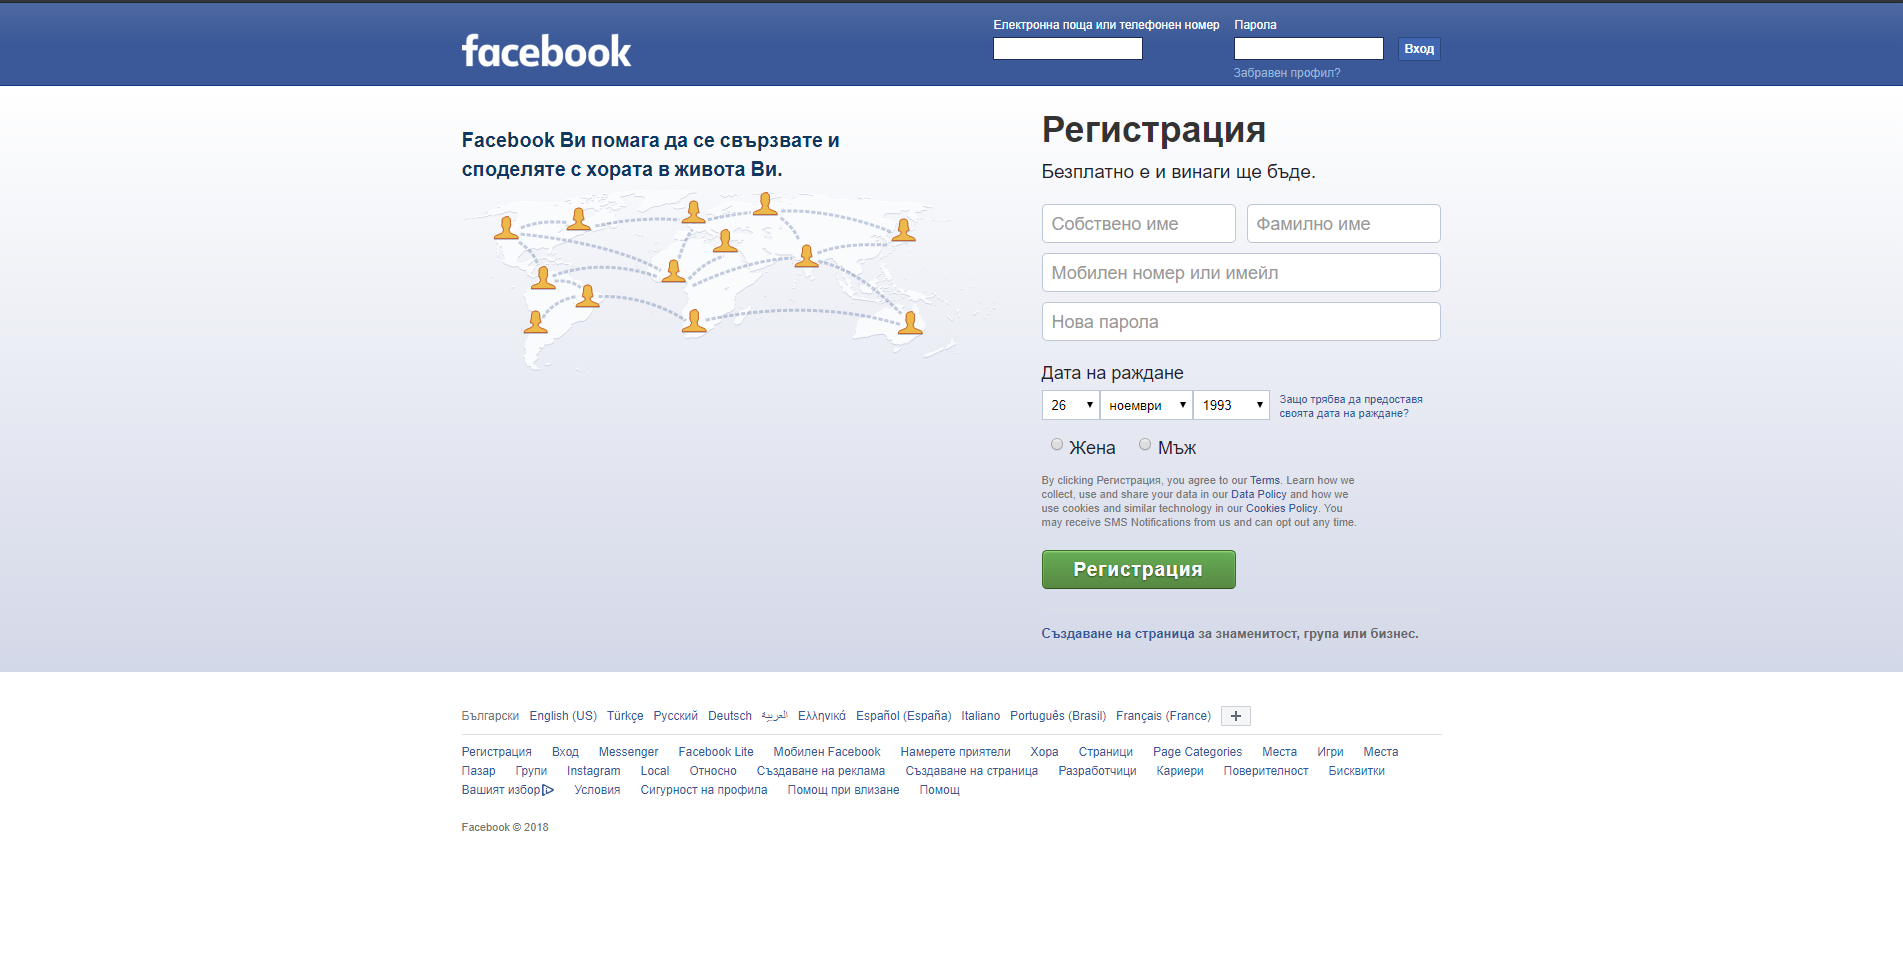 facebook
Електронна поща или телефонен номер
Парола
Вход
Забравен профил?
Facebook Ви помага да се свързвате и
споделяте с хората в живота Ви.
Регистрация
Безплатно е и винаги ще бъде.
Собствено име
Фамилно име
Мобилен номер или имейл
Нова парола
Дата на раждане
26 ноември 1993
Защо трябва да предоставя
своята дата на раждане?
Жена Мъж
By clicking Регистрация, you agree to our Terms. Learn how we
collect, use and share your data in our Data Policy and how we
use cookies and similar technology in our Cookies Policy. You
may receive SMS Notifications from us and can opt out any time.
Регистрация
Създаване на страница за знаменитост, група или бизнес.
Български English (US) Türkçe Русский Deutsch العربية Ελληνικά Español (España) Italiano Português (Brasil) Français (France) +
Регистрация Вход Messenger Facebook Lite Мобилен Facebook Намерете приятели Хора Страници Page Categories Места Игри Места
Пазар Групи Instagram Local Относно Създаване на реклама Създаване на страница Разработчици Кариери Поверителност Бисквитки
Вашият избор Условия Сигурност на профила Помощ при влизане Помощ
Facebook © 2018